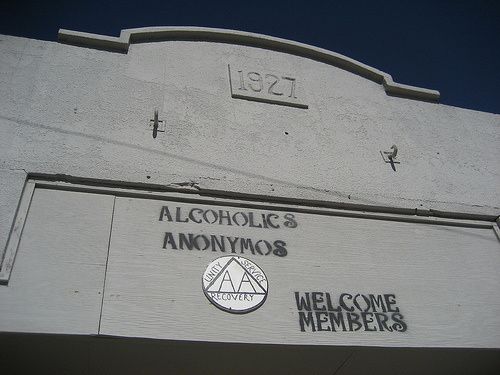 1927
ALCOHOLICS
ANONYMOS
UNITY SERVICE
AA
RECOVERY
WELCOME
MEMBERS